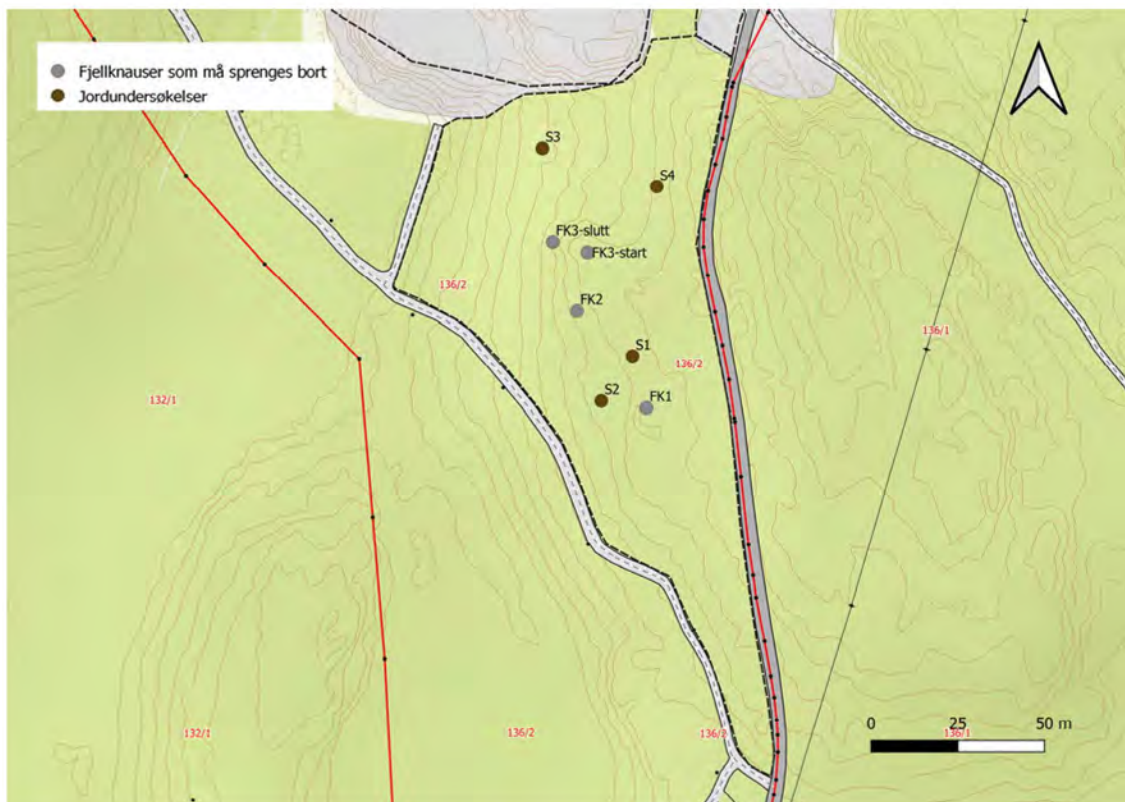 Fjellknauser som må sprenges bort
Jordundersøkelser
S3
S4
FK3-slutt
FK3-start
136/2
FK2
136/1
S1
136/2
132/1
S2
FK1
0 25 50 m
132/1
136/2
136/2
136/1